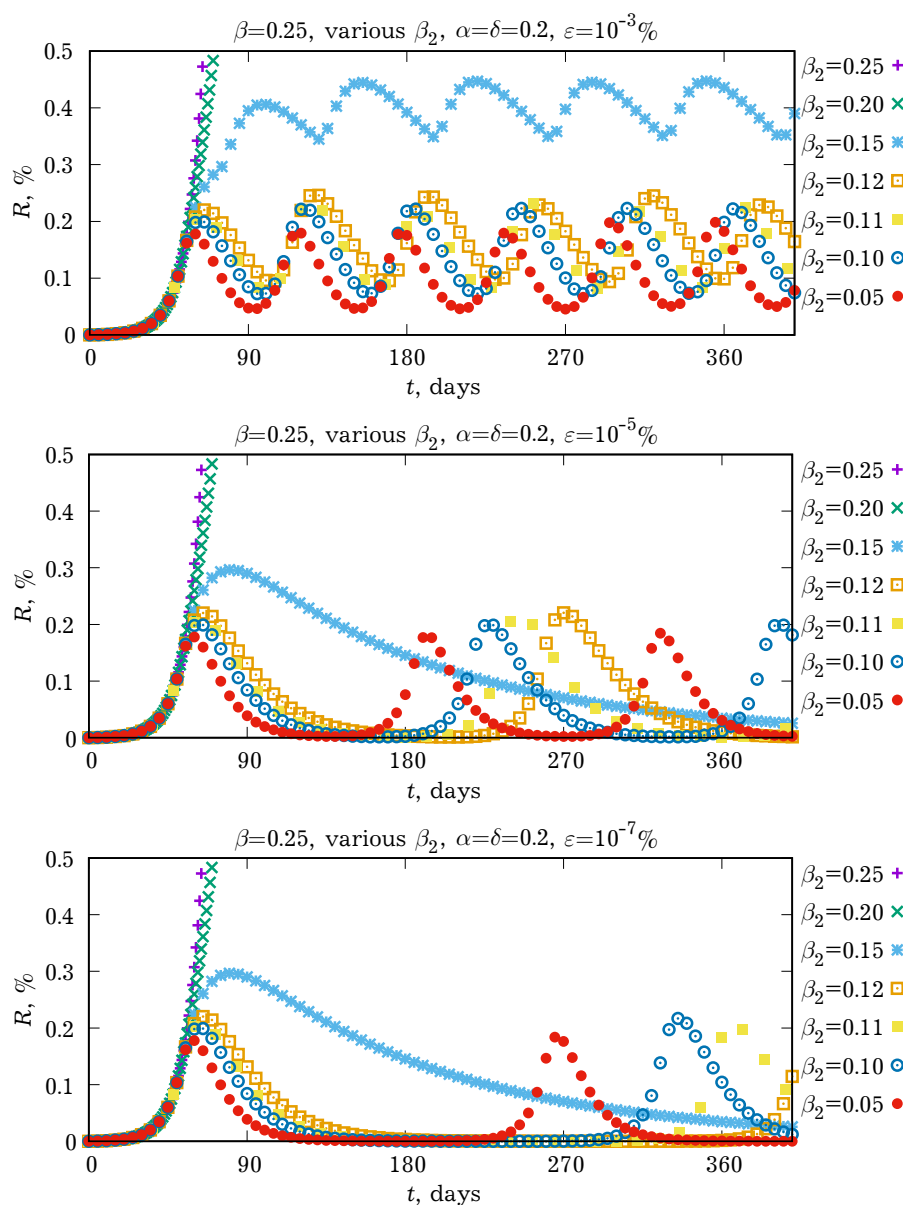 β=0.25, various β₂, α=δ=0.2, ε=10⁻³%
R, %
0.5
0.4
0.3
0.2
0.1
0
0 90 180 270 360
t, days
β₂=0.25
β₂=0.20
β₂=0.15
β₂=0.12
β₂=0.11
β₂=0.10
β₂=0.05
β=0.25, various β₂, α=δ=0.2, ε=10⁻⁵%
R, %
0.5
0.4
0.3
0.2
0.1
0
0 90 180 270 360
t, days
β₂=0.25
β₂=0.20
β₂=0.15
β₂=0.12
β₂=0.11
β₂=0.10
β₂=0.05
β=0.25, various β₂, α=δ=0.2, ε=10⁻⁷%
R, %
0.5
0.4
0.3
0.2
0.1
0
0 90 180 270 360
t, days
β₂=0.25
β₂=0.20
β₂=0.15
β₂=0.12
β₂=0.11
β₂=0.10
β₂=0.05